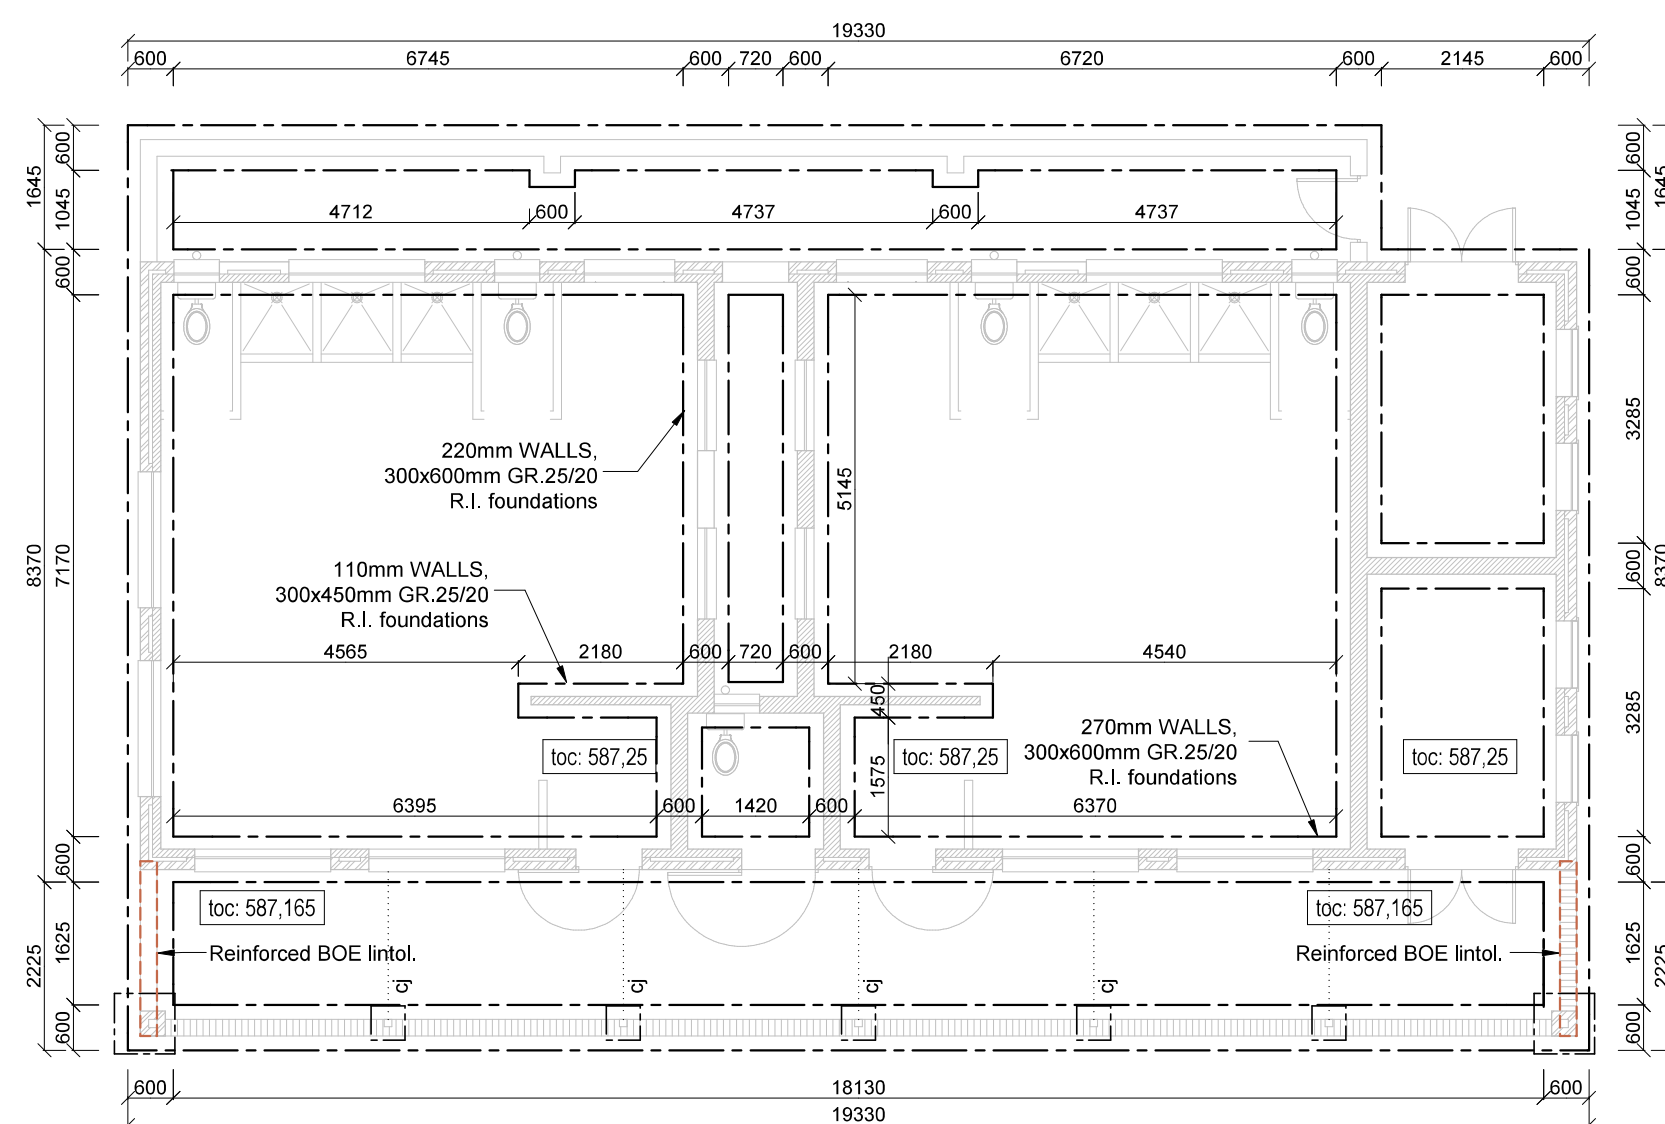 19330
600 6745 600 720 600 6720 600 2145 600
600
1645
1045
600
1645
1045
4712 600 4737 600 4737
600
600
220mm WALLS,
300x600mm GR.25/20
R.I. foundations
5145
3285
8370
7170
110mm WALLS,
300x450mm GR.25/20
R.I. foundations
600
8370
4565 2180 600 720 600 2180 4540
450
270mm WALLS,
300x600mm GR.25/20
R.I. foundations
3285
toc: 587,25
toc: 587,25
toc: 587,25
1575
6395 600 1420 600 6370
600
600
toc: 587,165
toc: 587,165
2225
1625
Reinforced BOE lintol.
Reinforced BOE lintol.
1625
2225
cj
cj
cj
cj
600
600
600 18130 600
19330